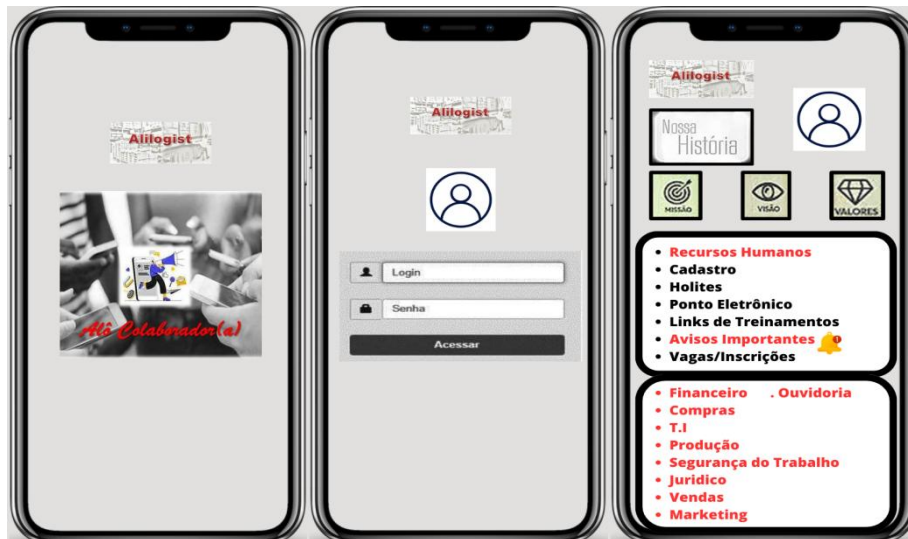 Alilogist
Alô Colaborador(a)
Alilogist
Login
Senha
Acessar
Alilogist
Nossa
História
MISSÃO
VISÃO
VALORES
• Recursos Humanos
• Cadastro
• Holites
• Ponto Eletrônico
• Links de Treinamentos
• Avisos Importantes
• Vagas/Inscrições
• Financeiro . Ouvidoria
• Compras
• T.I
• Produção
• Segurança do Trabalho
• Juridico
• Vendas
• Marketing